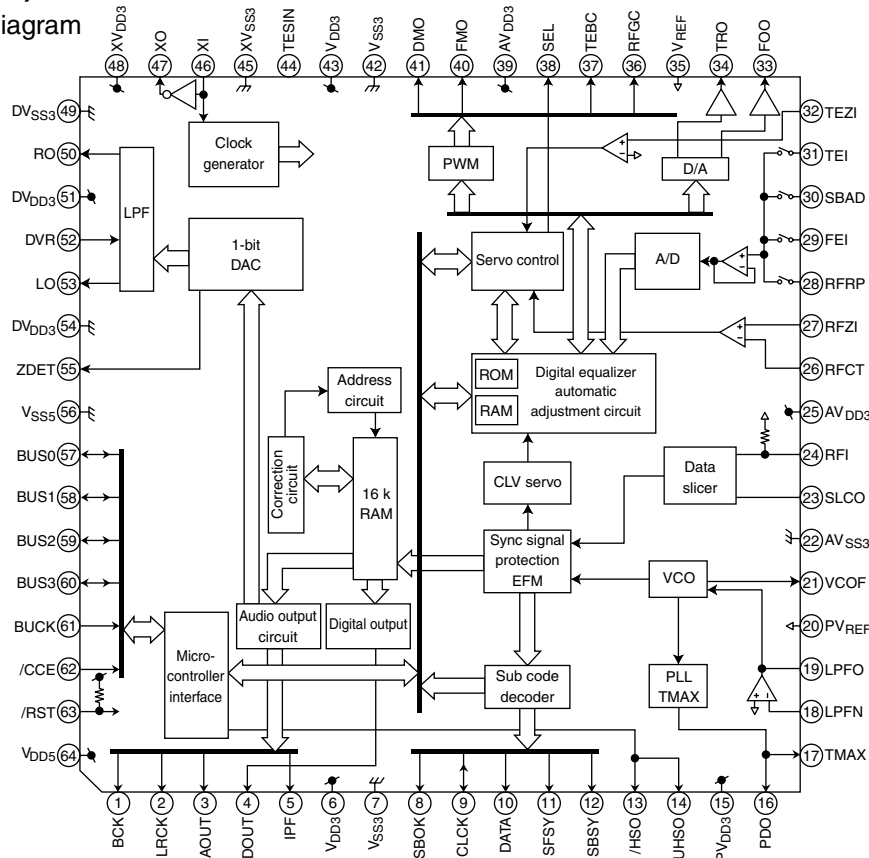 diagram
XVDD3
XO
XI
XVSS3
TESIN
VDD3
VSS3
DMO
FMO
AVDD3
SEL
TEBC
RFGC
VREF
TRO
FOO
48
47
46
45
44
43
42
41
40
39
38
37
36
35
34
33
DVSS3 49
RO 50
DVDD3 51
DVR 52
LO 53
DVDD3 54
ZDET 55
VSS5 56
BUS0 57
BUS1 58
BUS2 59
BUS3 60
BUCK 61
/CCE 62
/RST 63
VDD5 64
Clock
generator
LPF
1-bit
DAC
PWM
D/A
Servo control
A/D
ROM
RAM
Digital equalizer
automatic
adjustment circuit
Address
circuit
Correction
circuit
16 k
RAM
CLV servo
Data
slicer
Sync signal
protection
EFM
VCO
Audio output
circuit
Digital output
Micro-
controller
interface
Sub code
decoder
PLL
TMAX
32 TEZI
31 TEI
30 SBAD
29 FEI
28 RFRP
27 RFZI
26 RFCT
25 AVDD3
24 RFI
23 SLCO
22 AVSS3
21 VCOF
20 PVREF
19 LPFO
18 LPFN
17 TMAX
1
2
3
4
5
6
7
8
9
10
11
12
13
14
15
16
BCK
LRCK
AOUT
DOUT
IPF
VDD3
VSS3
SBOK
CLCK
DATA
SFSY
SBSY
/HSO
UHSO
PVDD3
PDO